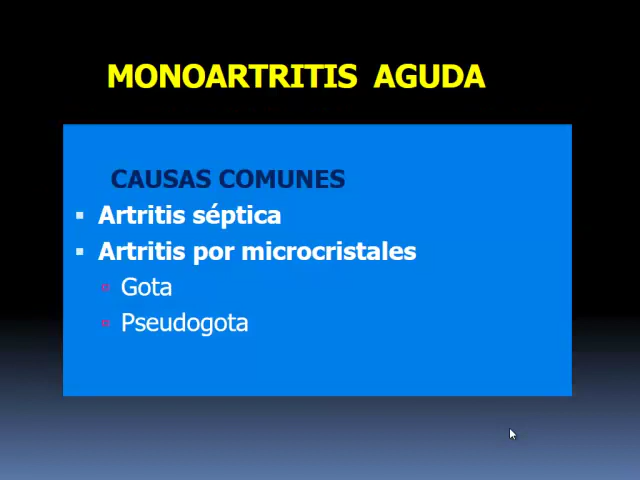 MONOARTRITIS AGUDA
CAUSAS COMUNES
Artritis séptica
Artritis por microcristales
Gota
Pseudogota